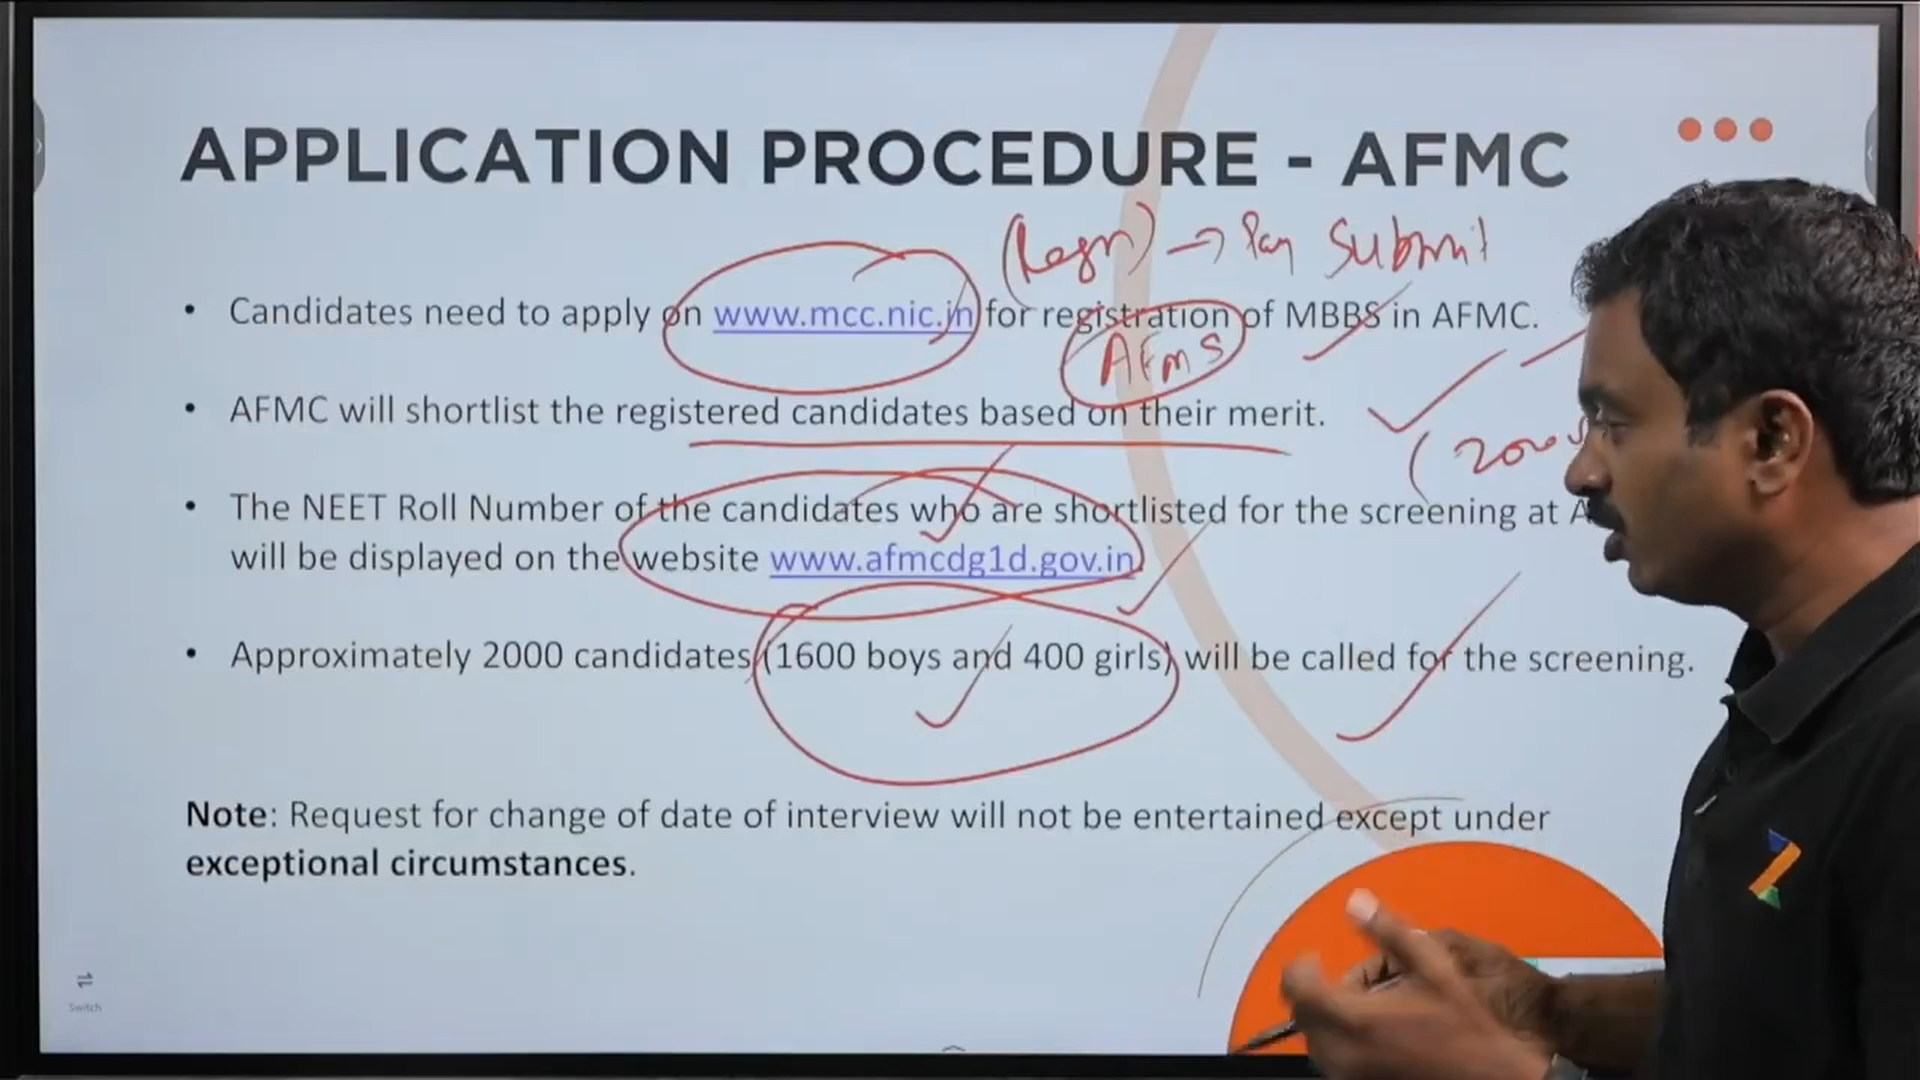 APPLICATION PROCEDURE - AFMC
(Regn) → Pay Submit
• Candidates need to apply on www.mcc.nic.in for registration of MBBS in AFMC.
AFMS
• AFMC will shortlist the registered candidates based on their merit.
(2000
• The NEET Roll Number of the candidates who are shortlisted for the screening at
will be displayed on the website www.afmcdg1d.gov.in
• Approximately 2000 candidates (1600 boys and 400 girls) will be called for the screening.
Note: Request for change of date of interview will not be entertained except under
exceptional circumstances.
Switch